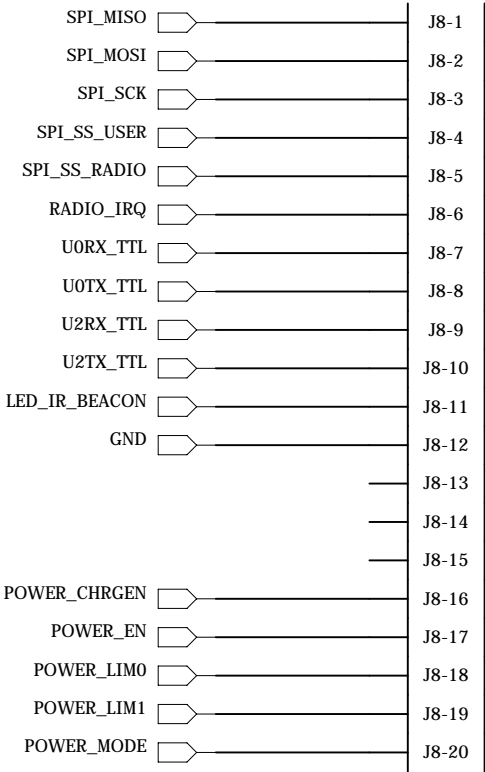 SPI_MISO J8-1
SPI_MOSI J8-2
SPI_SCK J8-3
SPI_SS_USER J8-4
SPI_SS_RADIO J8-5
RADIO_IRQ J8-6
U0RX_TTL J8-7
U0TX_TTL J8-8
U2RX_TTL J8-9
U2TX_TTL J8-10
LED_IR_BEACON J8-11
GND J8-12
J8-13
J8-14
J8-15
POWER_CHRGEN J8-16
POWER_EN J8-17
POWER_LIM0 J8-18
POWER_LIM1 J8-19
POWER_MODE J8-20